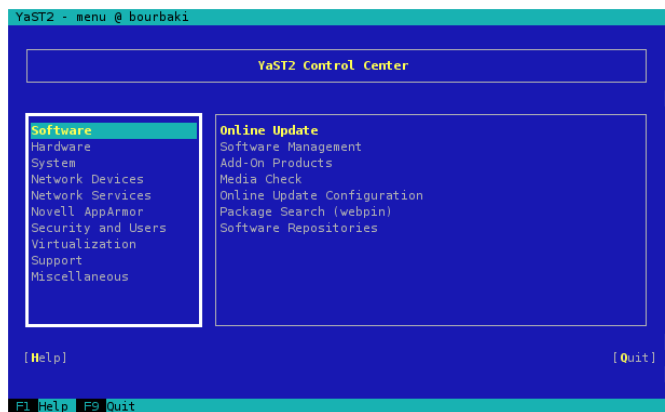 YaST2 - menu @ bourbaki
YaST2 Control Center
Software
Hardware
System
Network Devices
Network Services
Novell AppArmor
Security and Users
Virtualization
Support
Miscellaneous
Online Update
Software Management
Add-On Products
Media Check
Online Update Configuration
Package Search (webpin)
Software Repositories
[Help] [Quit]
F1 Help F9 Quit